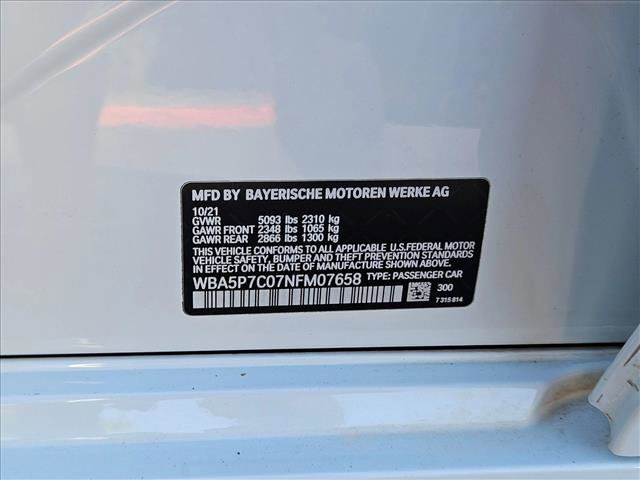 MFD BY BAYERISCHE MOTOREN WERKE AG
10/21
GVWR 5093 lbs 2310 kg
GAWR FRONT 2348 lbs 1065 kg
GAWR REAR 2866 lbs 1300 kg
THIS VEHICLE CONFORMS TO ALL APPLICABLE U.S.FEDERAL MOTOR
VEHICLE SAFETY, BUMPER, AND THEFT PREVENTION STANDARDS
IN EFFECT ON THE DATE OF MANUFACTURE SHOWN ABOVE.
WBA5P7C07NFM07658 TYPE: PASSENGER CAR
300
7 315 814